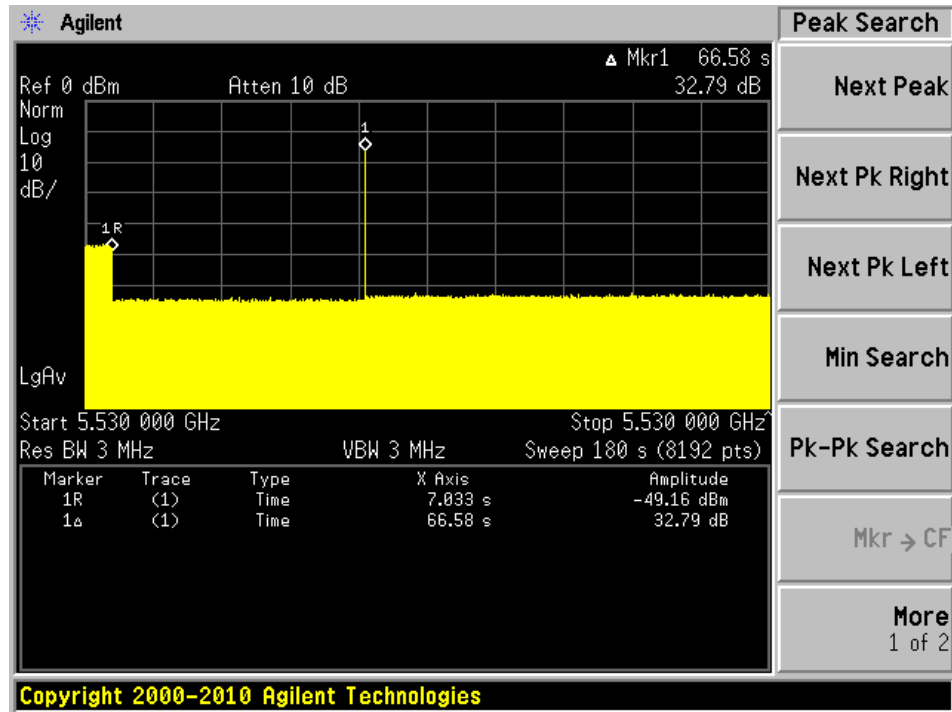 Agilent
Peak Search
▵ Mkr1 66.58 s
Ref 0 dBm Atten 10 dB 32.79 dB
Norm
Log
10
dB/
1
1R
LgAv
Start 5.530 000 GHz Stop 5.530 000 GHz^
Res BW 3 MHz VBW 3 MHz Sweep 180 s (8192 pts)
Marker Trace Type X Axis Amplitude
1R (1) Time 7.033 s -49.16 dBm
1▵ (1) Time 66.58 s 32.79 dB
Next Peak
Next Pk Right
Next Pk Left
Min Search
Pk-Pk Search
Mkr → CF
More
1 of 2
Copyright 2000-2010 Agilent Technologies